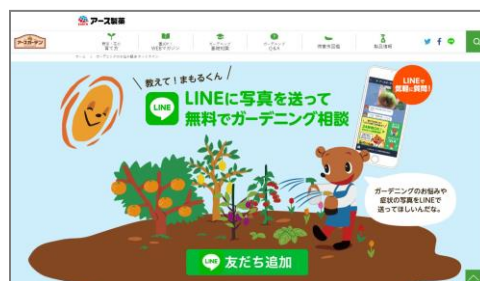 アース製薬
アースガーデン
教えて！まもるくん
LINE
LINEに写真を送って
無料でガーデニング相談
LINEで
気軽に質問！
ガーデニングのお悩みや
症状の写真をLINEで
送ってほしいんだな。
LINE 友だち追加